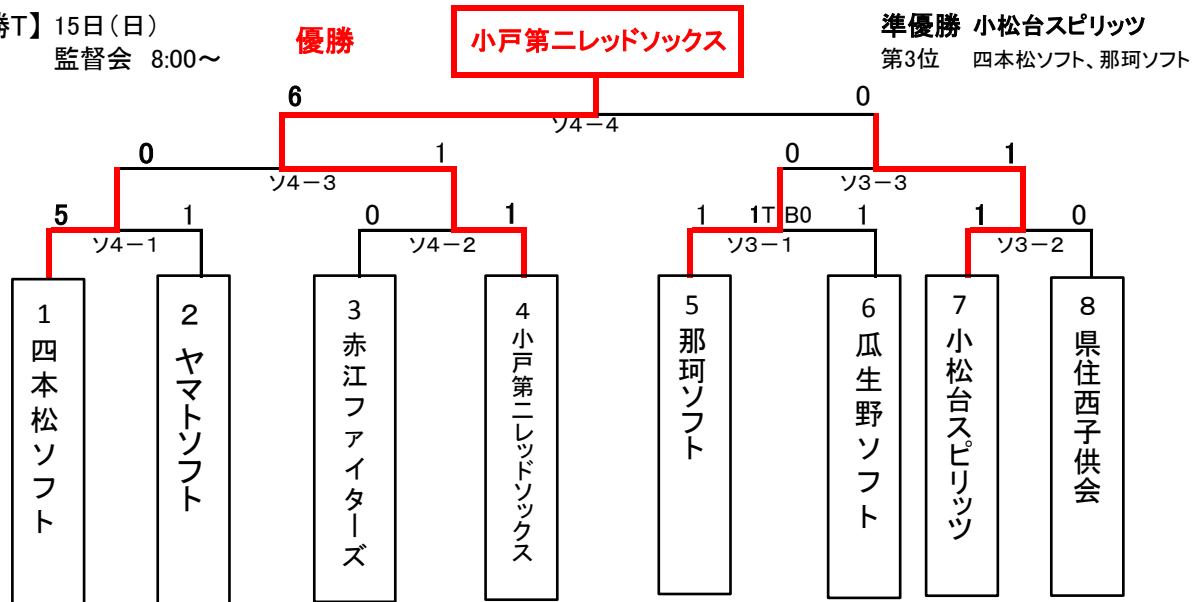 勝T】 15日(日)
監督会 8:00～
優勝
小戸第二レッドソックス
準優勝 小松台スピリッツ
第3位 四本松ソフト、那珂ソフト
6 0
ソ4－4
0 1 0 1
ソ4－3 ソ3－3
5 1 0 1 1 1T B0 1 1 0
ソ4－1 ソ4－2 ソ3－1 ソ3－2
1 四本松ソフト
2 ヤマトソフト
3 赤江ファイターズ
4 小戸第二レッドソックス
5 那珂ソフト
6 瓜生野ソフト
7 小松台スピリッツ
8 県住西子供会